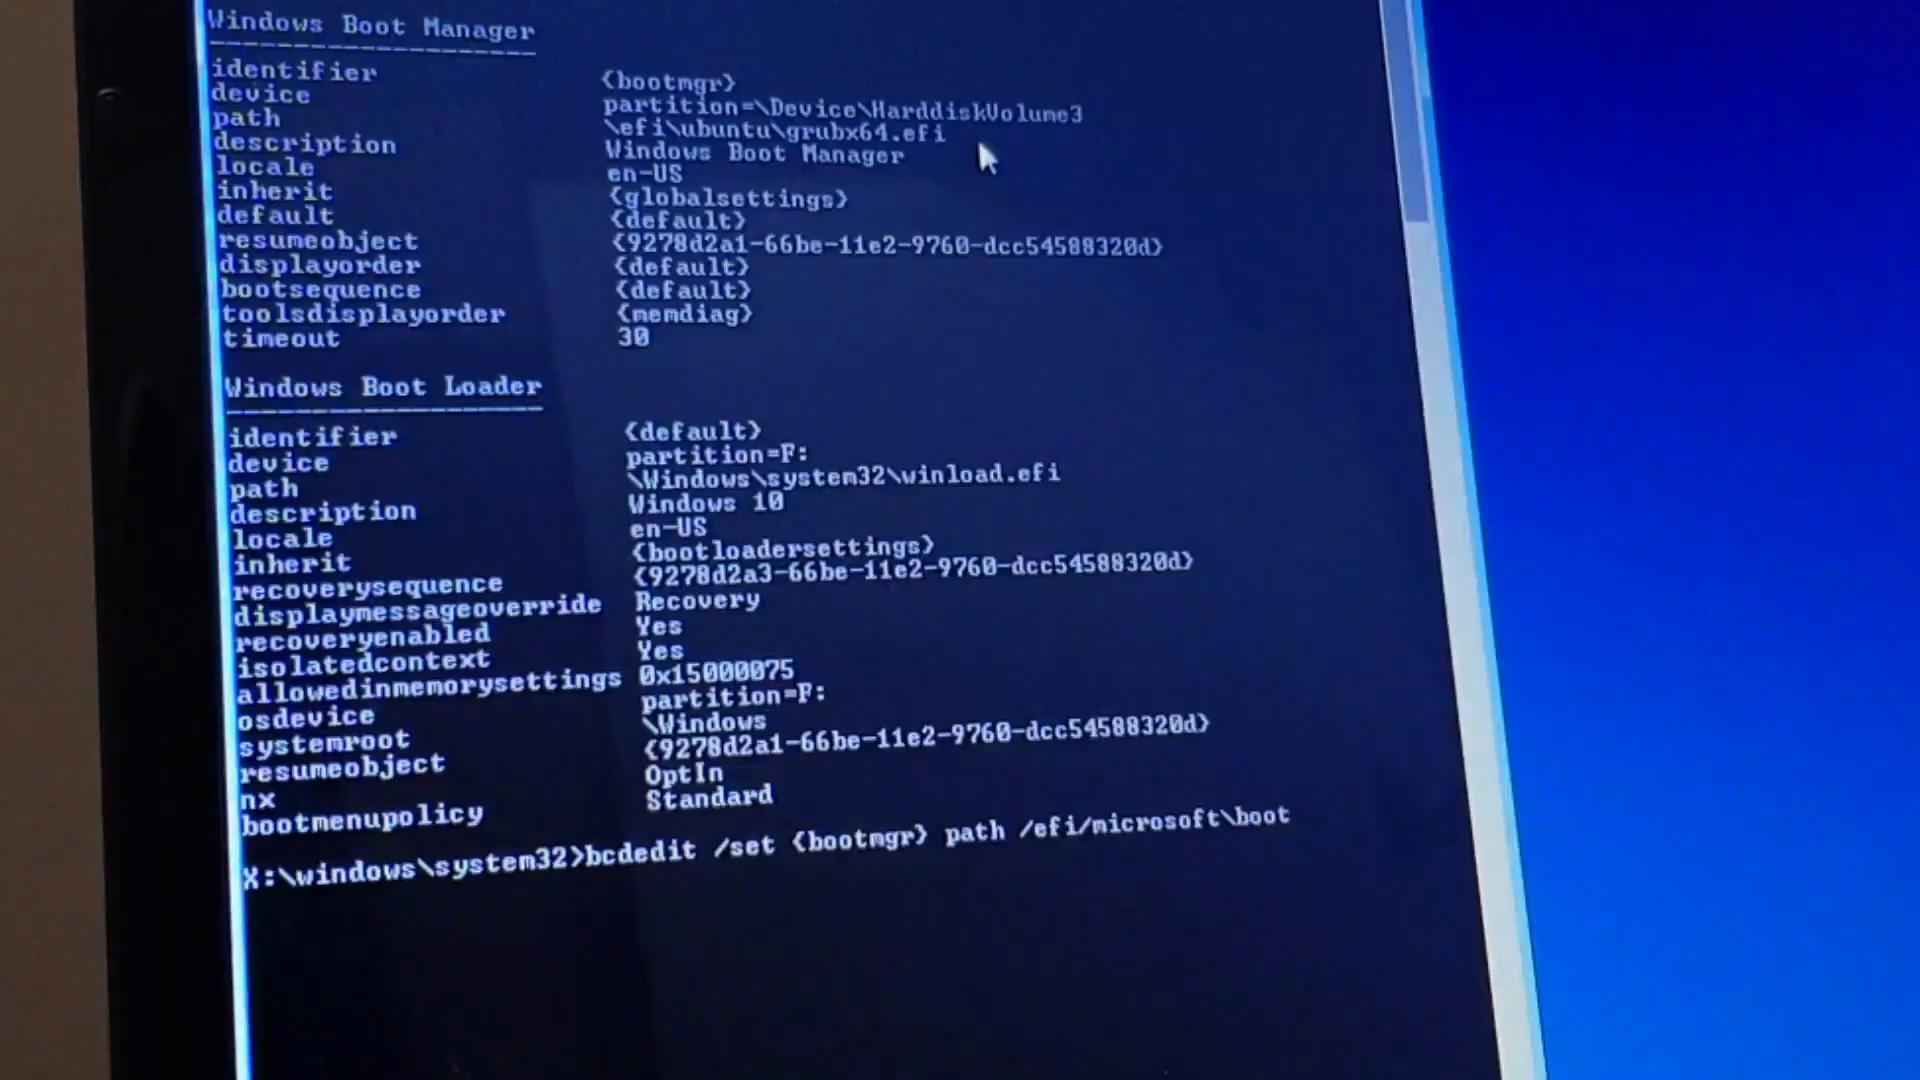 Windows Boot Manager
--------------------
identifier {bootmgr}
device partition=\Device\HarddiskVolume3
path \efi\ubuntu\grubx64.efi
description Windows Boot Manager
locale en-US
inherit {globalsettings}
default {default}
resumeobject {9278d2a1-66be-11e2-9760-dcc54588320d}
displayorder {default}
bootsequence {default}
toolsdisplayorder {memdiag}
timeout 30
Windows Boot Loader
-------------------
identifier {default}
device partition=F:
path \Windows\system32\winload.efi
description Windows 10
locale en-US
inherit {bootloadersettings}
recoverysequence {9278d2a3-66be-11e2-9760-dcc54588320d}
displaymessageoverride Recovery
recoveryenabled Yes
isolatedcontext Yes
allowedinmemorysettings 0x15000075
osdevice partition=F:
systemroot \Windows
resumeobject {9278d2a1-66be-11e2-9760-dcc54588320d}
nx OptIn
bootmenupolicy Standard
X:\windows\system32>bcdedit /set {bootmgr} path /efi/microsoft\boot